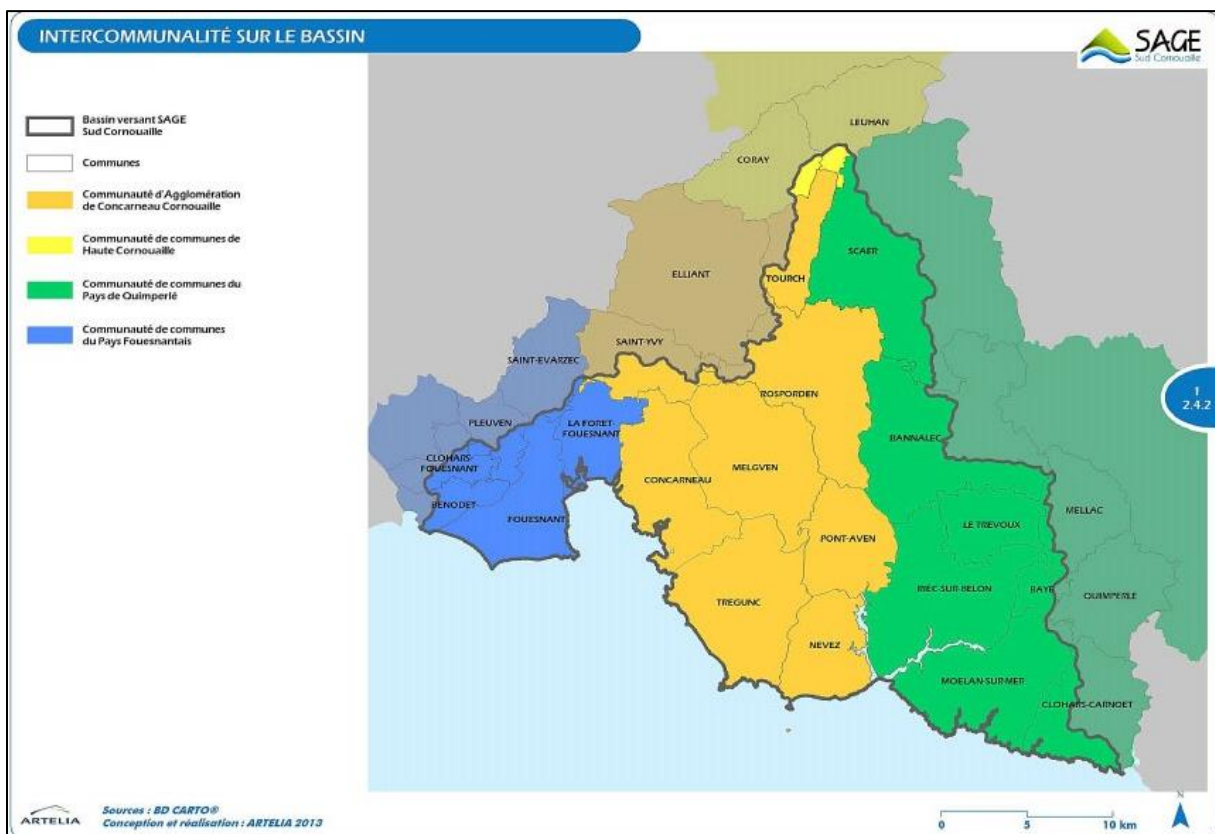 INTERCOMMUNALITÉ SUR LE BASSIN
SAGE
Sud Cornouaille
Bassin versant SAGE
Sud Cornouaille
Communes
Communauté d'Agglomération
de Concarneau Cornouaille
Communauté de communes de
Haute Cornouaille
Communauté de communes du
Pays de Quimperlé
Communauté de communes
du Pays Fouesnantais
LEUHAN
CORAY
SCAER
ELLIANT
TOURCH
SAINT-YVY
SAINT-EVARZEC
ROSPORDEN
1
2.4.2
PLEUVEN
LA FORET-
FOUESNANT
BANNALEC
CLOHARS-
FOUESNANT
CONCARNEAU
MELGVEN
BENODET
FOUESNANT
LE TREVOUX
MELLAC
PONT-AVEN
RIEC-SUR-BELON
BAYE
QUIMPERLE
TREGUNC
NEVEZ
MOELAN-SUR-MER
CLOHARS-CARNOET
ARTELIA
Sources : BD CARTO®
Conception et réalisation : ARTELIA 2013
0 5 10 km
N